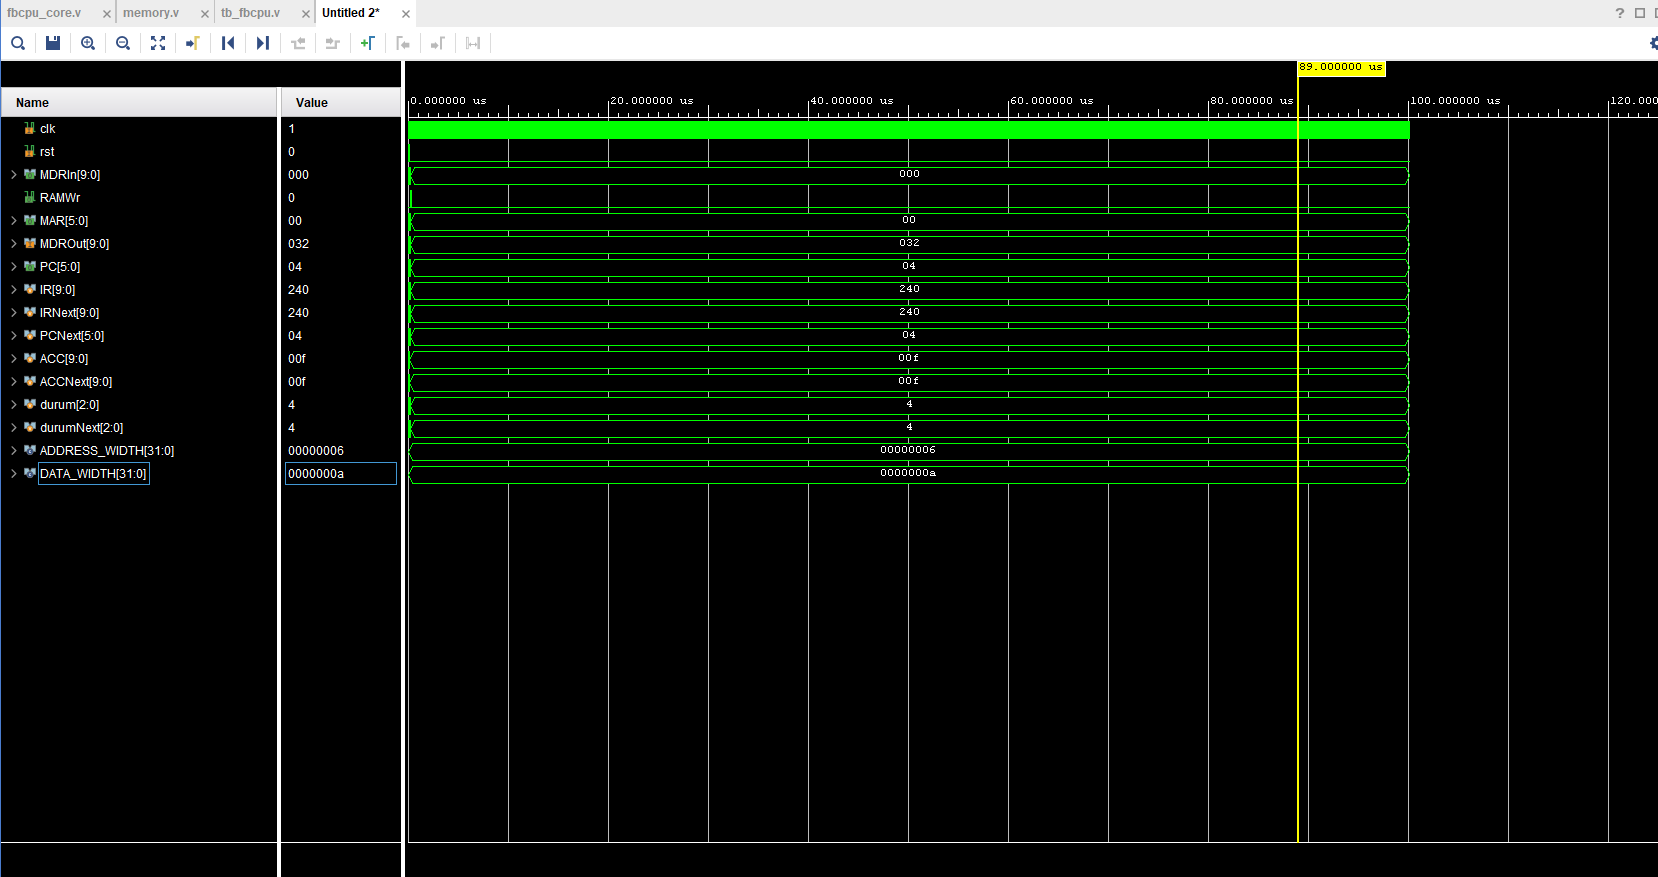 fbcpu_core.v × memory.v × tb_fbcpu.v × Untitled 2* ×
?
89.000000 us
Name Value
0.000000 us 20.000000 us 40.000000 us 60.000000 us 80.000000 us 100.000000 us 120.000
clk 1
rst 0
MDRIn[9:0] 000 000
RAMWr 0
MAR[5:0] 00 00
MDROut[9:0] 032 032
PC[5:0] 04 04
IR[9:0] 240 240
IRNext[9:0] 240 240
PCNext[5:0] 04 04
ACC[9:0] 00f 00f
ACCNext[9:0] 00f 00f
durum[2:0] 4 4
durumNext[2:0] 4 4
ADDRESS_WIDTH[31:0] 00000006 00000006
DATA_WIDTH[31:0] 0000000a 0000000a